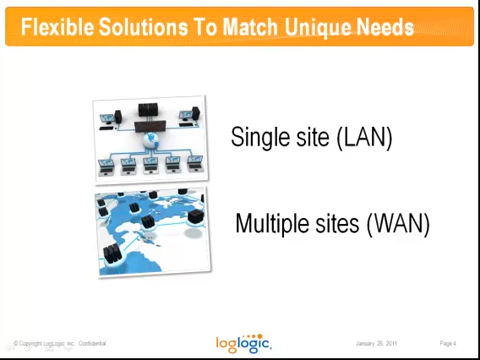 Flexible Solutions To Match Unique Needs
Single site (LAN)
Multiple sites (WAN)
© Copyright LogLogic, Inc. Confidential
loglogic
January 26, 2011
Page 4